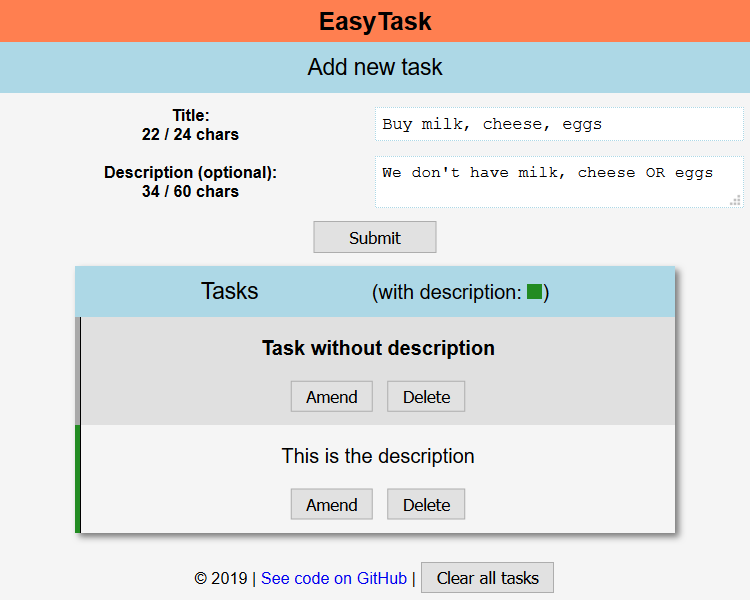 EasyTask
Add new task
Title:
22 / 24 chars
Buy milk, cheese, eggs
Description (optional):
34 / 60 chars
We don't have milk, cheese OR eggs
Submit
Tasks (with description: )
Task without description
Amend Delete
This is the description
Amend Delete
© 2019 | See code on GitHub | Clear all tasks